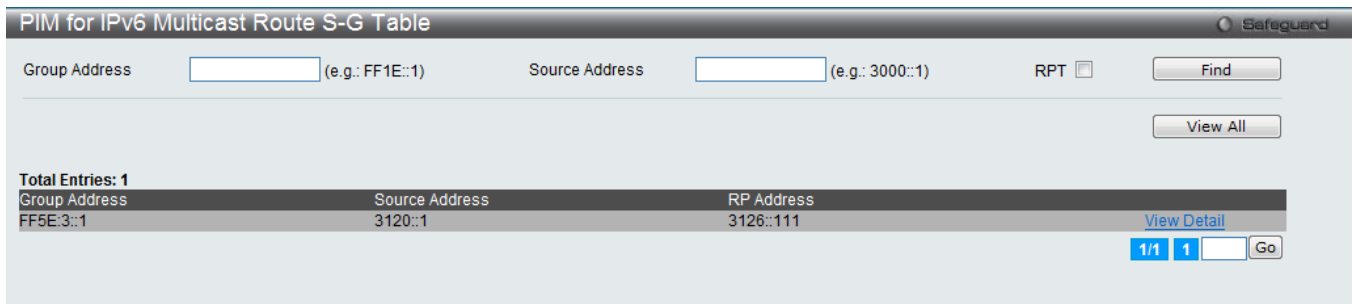 PIM for IPv6 Multicast Route S-G Table Safeguard
Group Address (e.g.: FF1E::1) Source Address (e.g.: 3000::1) RPT Find
View All
Total Entries: 1
Group Address Source Address RP Address
FF5E:3::1 3120::1 3126::111 View Detail
1/1 1 Go